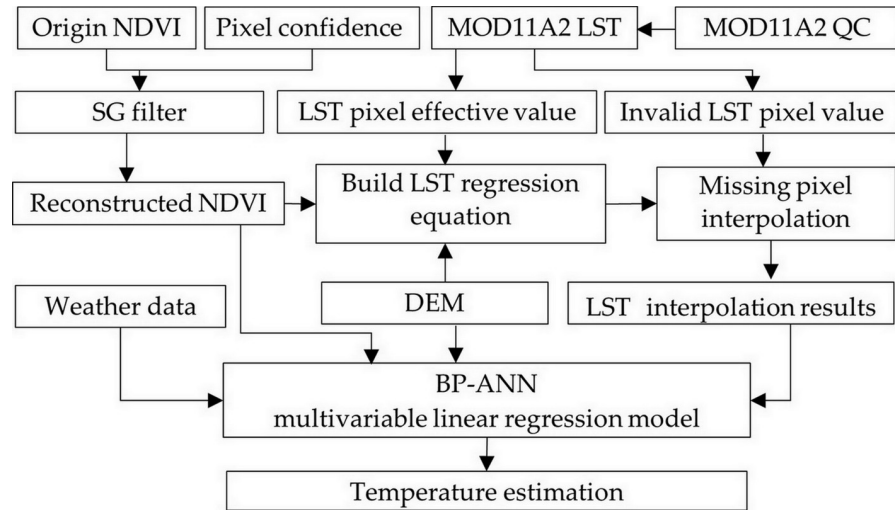 Origin NDVI
Pixel confidence
MOD11A2 LST
MOD11A2 QC
SG filter
LST pixel effective value
Invalid LST pixel value
Reconstructed NDVI
Build LST regression
equation
Missing pixel
interpolation
Weather data
DEM
LST interpolation results
BP-ANN
multivariable linear regression model
Temperature estimation